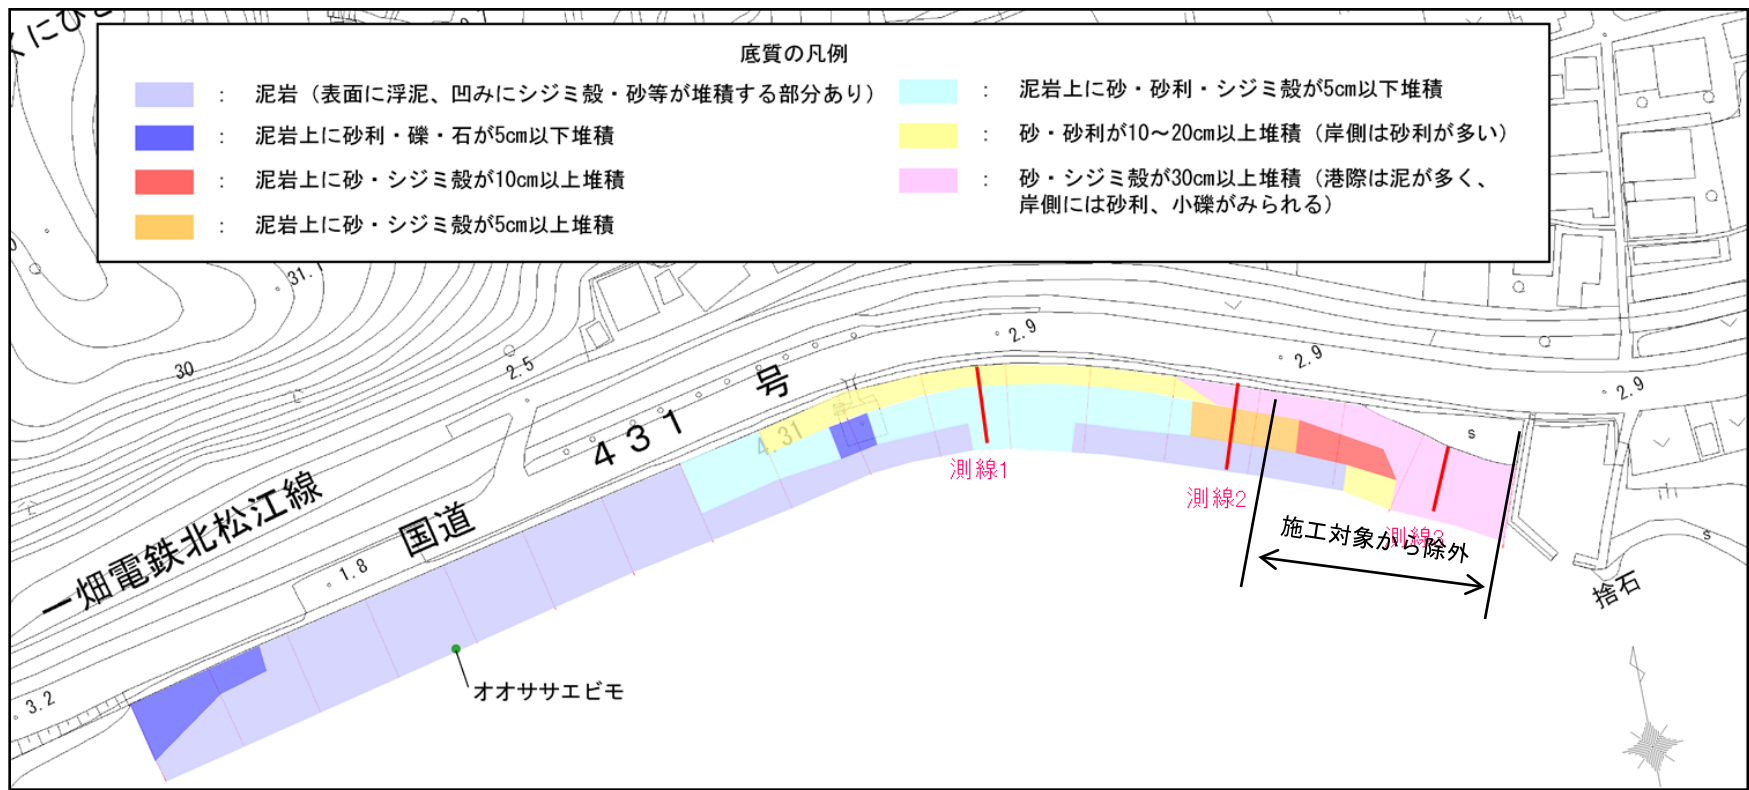 くにひ
底質の凡例
： 泥岩（表面に浮泥、凹みにシジミ殻・砂等が堆積する部分あり）
： 泥岩上に砂利・礫・石が5cm以下堆積
： 泥岩上に砂・シジミ殻が10cm以上堆積
： 泥岩上に砂・シジミ殻が5cm以上堆積
： 泥岩上に砂・砂利・シジミ殻が5cm以下堆積
： 砂・砂利が10～20cm以上堆積（岸側は砂利が多い）
： 砂・シジミ殻が30cm以上堆積（港際は泥が多く、
岸側には砂利、小礫がみられる）
31.1
30
2.5
2.9
2.9
2.9
国道 431 号
431
一畑電鉄北松江線
1.8
3.2
s
測線1
測線2
測線3
施工対象から除外
s
捨石
オオササエビモ